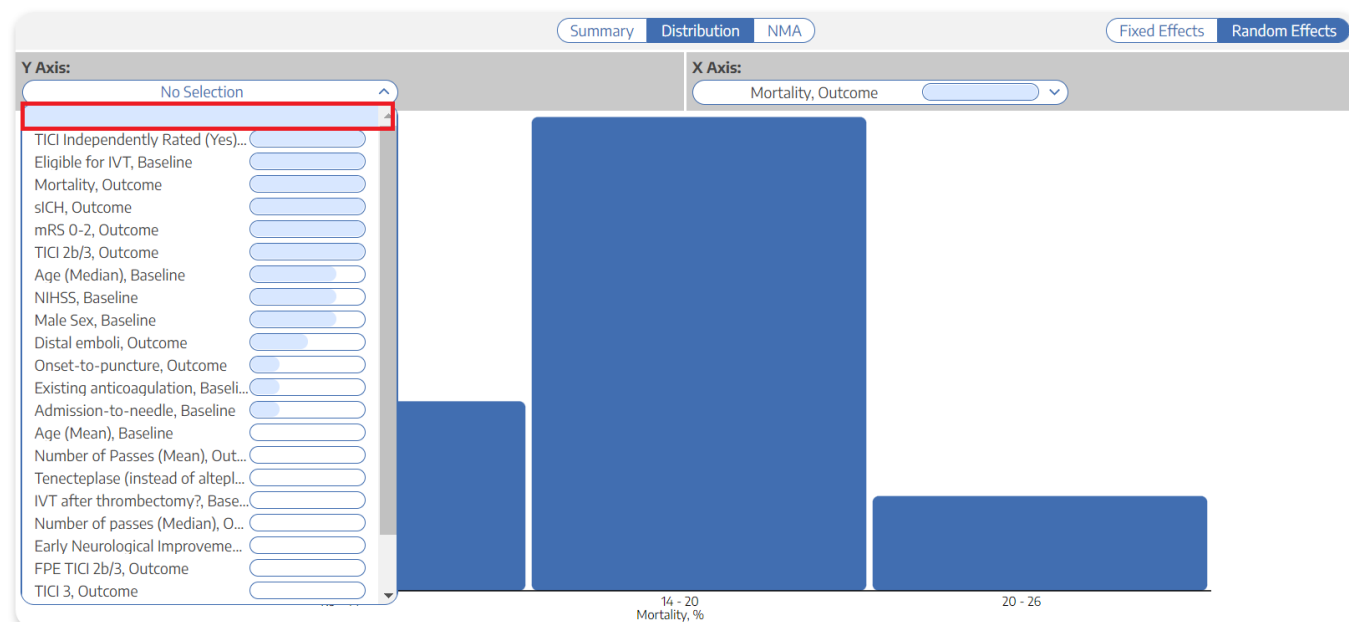 Summary Distribution NMA Fixed Effects Random Effects
Y Axis: X Axis:
No Selection Mortality, Outcome
TICI Independently Rated (Yes)...
Eligible for IVT, Baseline
Mortality, Outcome
sICH, Outcome
mRS 0-2, Outcome
TICI 2b/3, Outcome
Age (Median), Baseline
NIHSS, Baseline
Male Sex, Baseline
Distal emboli, Outcome
Onset-to-puncture, Outcome
Existing anticoagulation, Baseli...
Admission-to-needle, Baseline
Age (Mean), Baseline
Number of Passes (Mean), Out...
Tenecteplase (instead of altepl...
IVT after thrombectomy?, Base...
Number of passes (Median), O...
Early Neurological Improveme...
FPE TICI 2b/3, Outcome
TICI 3, Outcome
14 - 20 20 - 26
Mortality, %